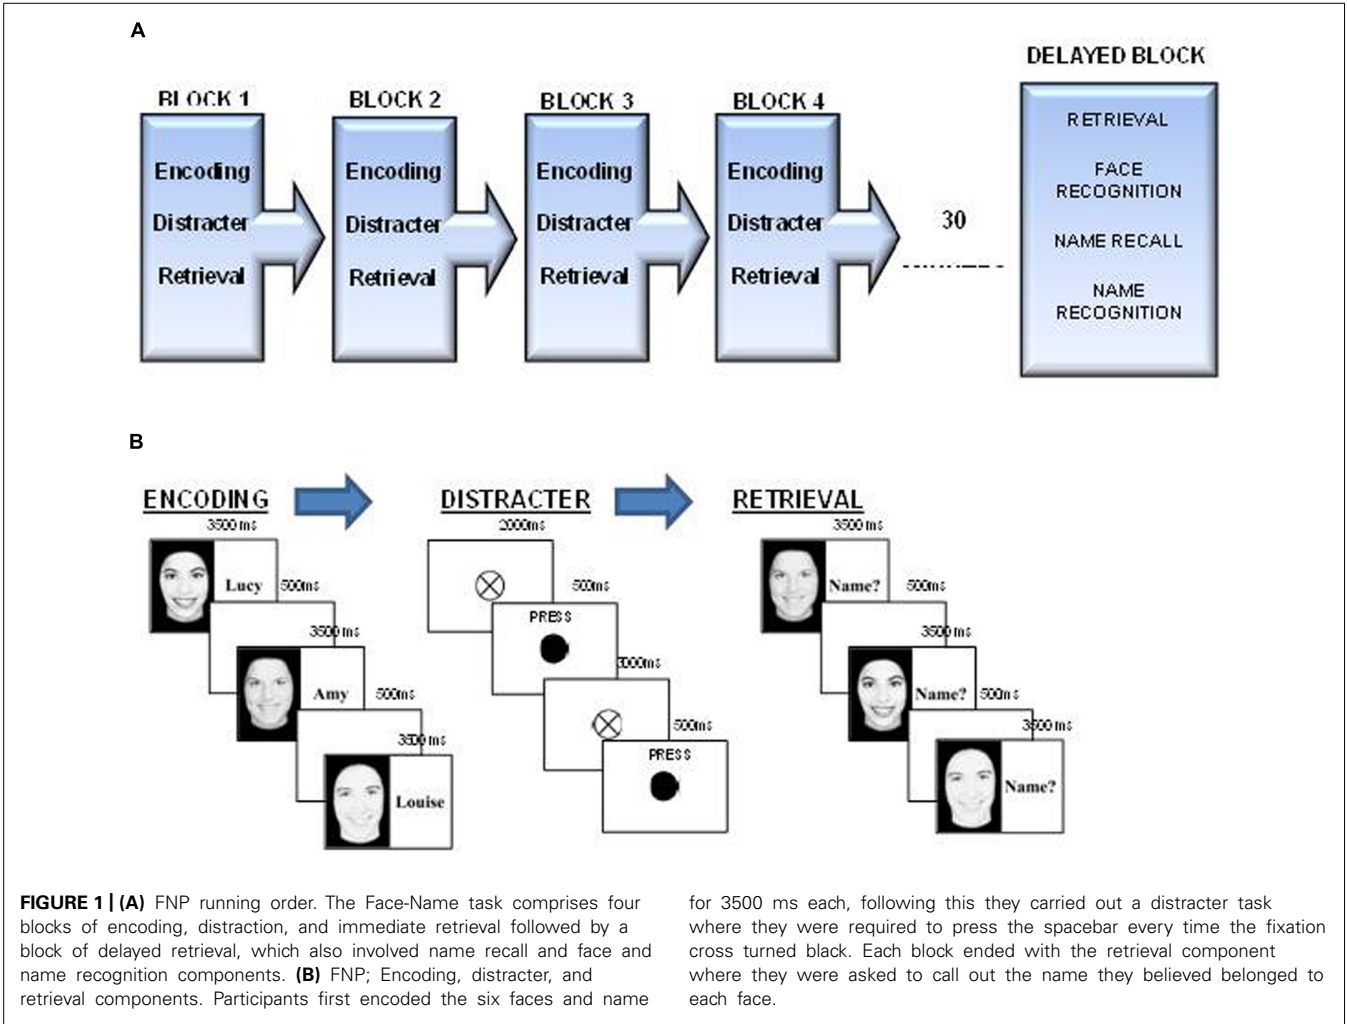 A
DELAYED BLOCK
BLOCK 1
BLOCK 2
BLOCK 3
BLOCK 4
Encoding
Distracter
Retrieval
Encoding
Distracter
Retrieval
Encoding
Distracter
Retrieval
Encoding
Distracter
Retrieval
30
RETRIEVAL
FACE
RECOGNITION
NAME RECALL
NAME
RECOGNITION
B
ENCODING
3500 ms
Lucy
500ms
3500 ms
Amy
500ms
3500 ms
Louise
DISTRACTER
2000ms
500ms
PRESS
3000ms
500ms
PRESS
RETRIEVAL
3500 ms
Name?
500ms
3500 ms
Name?
500ms
3500 ms
Name?
FIGURE 1 | (A) FNP running order. The Face-Name task comprises four
blocks of encoding, distraction, and immediate retrieval followed by a
block of delayed retrieval, which also involved name recall and face and
name recognition components. (B) FNP; Encoding, distracter, and
retrieval components. Participants first encoded the six faces and name
for 3500 ms each, following this they carried out a distracter task
where they were required to press the spacebar every time the fixation
cross turned black. Each block ended with the retrieval component
where they were asked to call out the name they believed belonged to
each face.